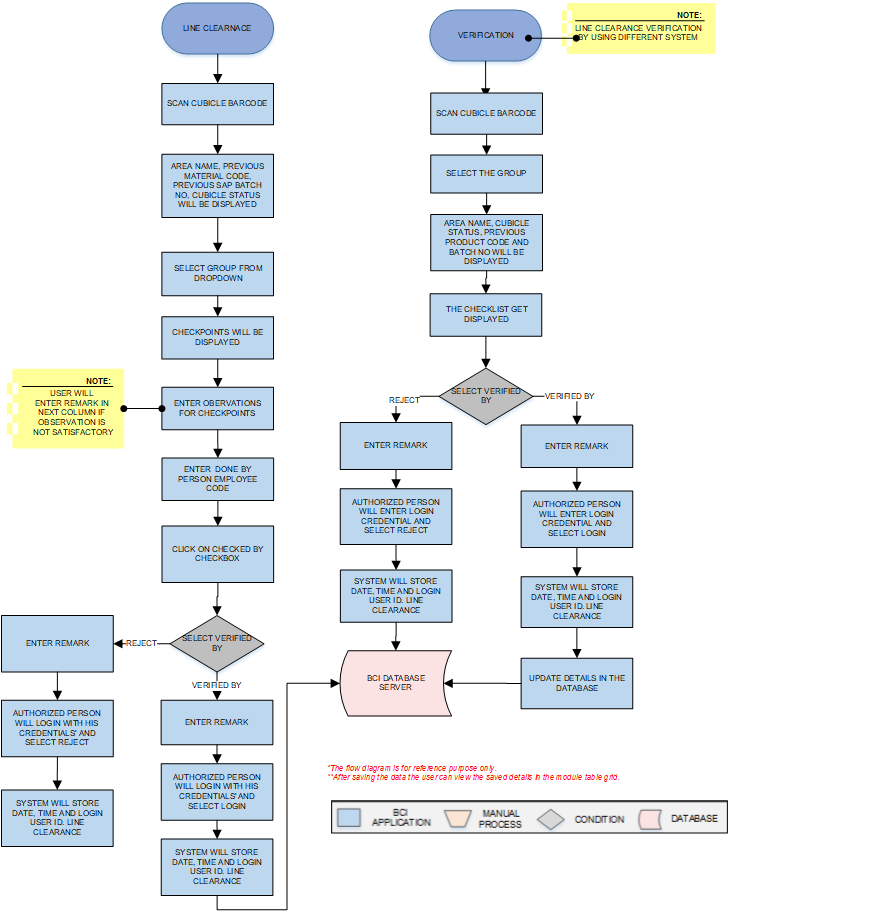 LINE CLEARNACE
SCAN CUBICLE BARCODE
AREA NAME, PREVIOUS
MATERIAL CODE,
PREVIOUS SAP BATCH
NO, CUBICLE STATUS
WILL BE DISPLAYED
SELECT GROUP FROM
DROPDOWN
CHECKPOINTS WILL BE
DISPLAYED
NOTE:
USER WILL
ENTER REMARK IN
NEXT COLUMN IF
OBSERVATION IS
NOT SATISFACTORY
ENTER OBERVATIONS
FOR CHECKPOINTS
ENTER DONE BY
PERSON EMPLOYEE
CODE
CLICK ON CHECKED BY
CHECKBOX
SELECT VERIFIED
BY
REJECT
ENTER REMARK
AUTHORIZED PERSON
WILL LOGIN WITH HIS
CREDENTIALS' AND
SELECT REJECT
SYSTEM WILL STORE
DATE, TIME AND LOGIN
USER ID. LINE
CLEARANCE
VERIFIED BY
ENTER REMARK
AUTHORIZED PERSON
WILL LOGIN WITH HIS
CREDENTIALS' AND
SELECT LOGIN
SYSTEM WILL STORE
DATE, TIME AND LOGIN
USER ID. LINE
CLEARANCE
VERIFICATION
NOTE:
LINE CLEARANCE VERIFICATION
BY USING DIFFERENT SYSTEM
SCAN CUBICLE BARCODE
SELECT THE GROUP
AREA NAME, CUBICLE
STATUS, PREVIOUS
PRODUCT CODE AND
BATCH NO WILL BE
DISPLAYED
THE CHECKLIST GET
DISPLAYED
SELECT VERIFIED
BY
REJECT
ENTER REMARK
AUTHORIZED PERSON
WILL ENTER LOGIN
CREDENTIAL AND
SELECT REJECT
SYSTEM WILL STORE
DATE, TIME AND LOGIN
USER ID. LINE
CLEARANCE
VERIFIED BY
ENTER REMARK
AUTHORIZED PERSON
WILL ENTER LOGIN
CREDENTIAL AND
SELECT LOGIN
SYSTEM WILL STORE
DATE, TIME AND LOGIN
USER ID. LINE
CLEARANCE
UPDATE DETAILS IN THE
DATABASE
BCI DATABASE
SERVER
*The flow diagram is for reference purpose only.
**After saving the data the user can view the saved details in the module table grid.
BCI
APPLICATION
MANUAL
PROCESS
CONDITION
DATABASE